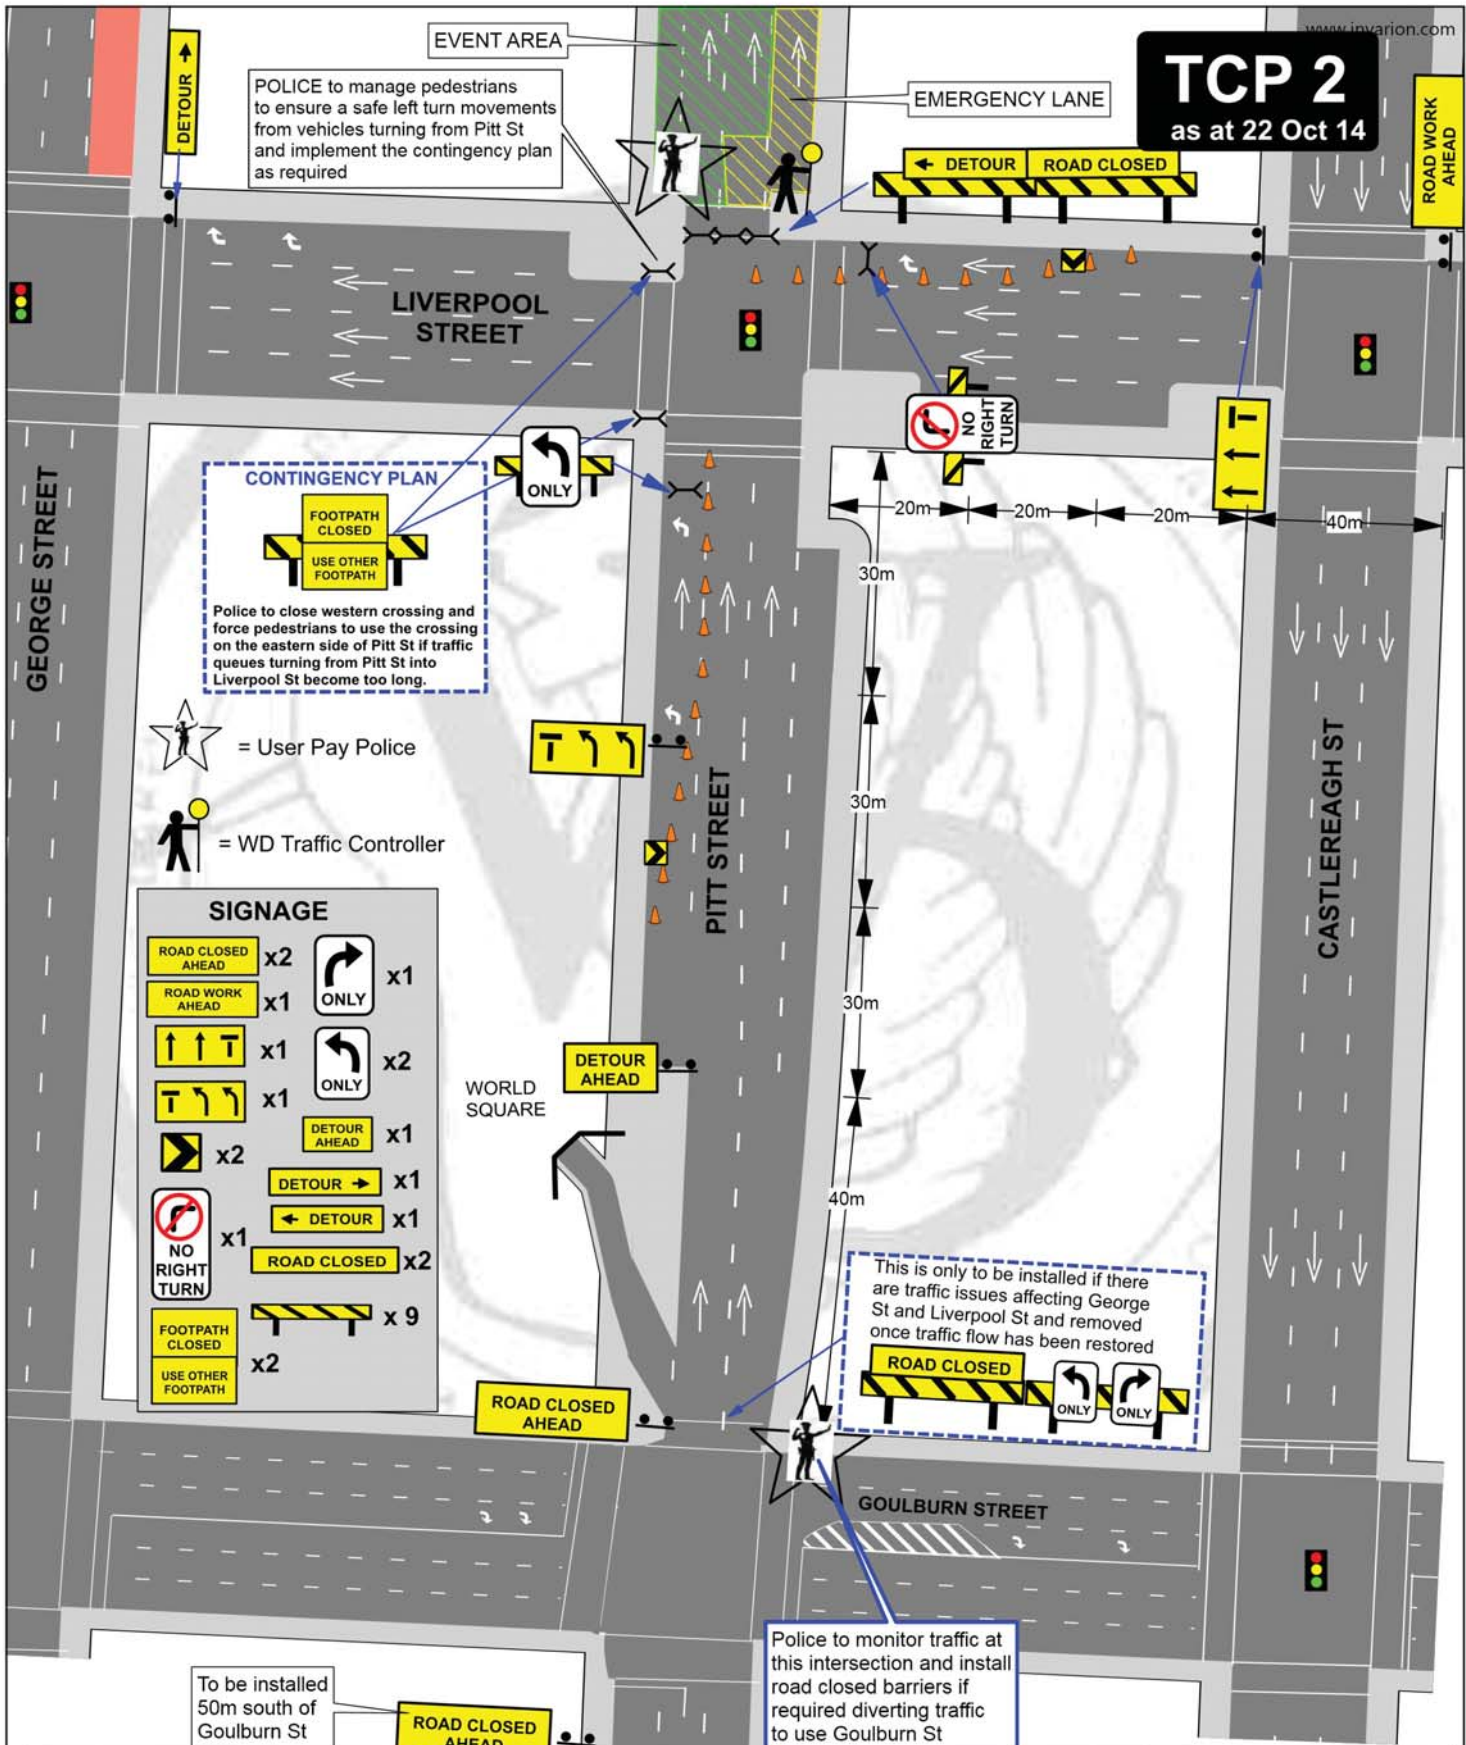 www.invarion.com
EVENT AREA
DETOUR →
POLICE to manage pedestrians
to ensure a safe left turn movements
from vehicles turning from Pitt St
and implement the contingency plan
as required
EMERGENCY LANE
TCP 2
as at 22 Oct 14
ROAD WORK
AHEAD
← DETOUR
ROAD CLOSED
LIVERPOOL
STREET
GEORGE STREET
CONTINGENCY PLAN
FOOTPATH
CLOSED
USE OTHER
FOOTPATH
Police to close western crossing and
force pedestrians to use the crossing
on the eastern side of Pitt St if traffic
queues turning from Pitt St into
Liverpool St become too long.
ONLY
NO
RIGHT
TURN
20m
20m
20m
40m
30m
30m
30m
40m
= User Pay Police
= WD Traffic Controller
PITT STREET
CASTLEREAGH ST
SIGNAGE
ROAD CLOSED
AHEAD
x2
ROAD WORK
AHEAD
x1
x1
x1
x2
NO
RIGHT
TURN
x1
FOOTPATH
CLOSED
USE OTHER
FOOTPATH
x2
ONLY
x1
ONLY
x2
DETOUR
AHEAD
x1
DETOUR →
x1
← DETOUR
x1
ROAD CLOSED
x2
x 9
WORLD
SQUARE
DETOUR
AHEAD
This is only to be installed if there
are traffic issues affecting George
St and Liverpool St and removed
once traffic flow has been restored
ROAD CLOSED
ONLY
ONLY
ROAD CLOSED
AHEAD
GOULBURN STREET
Police to monitor traffic at
this intersection and install
road closed barriers if
required diverting traffic
to use Goulburn St
To be installed
50m south of
Goulburn St
ROAD CLOSED
AHEAD